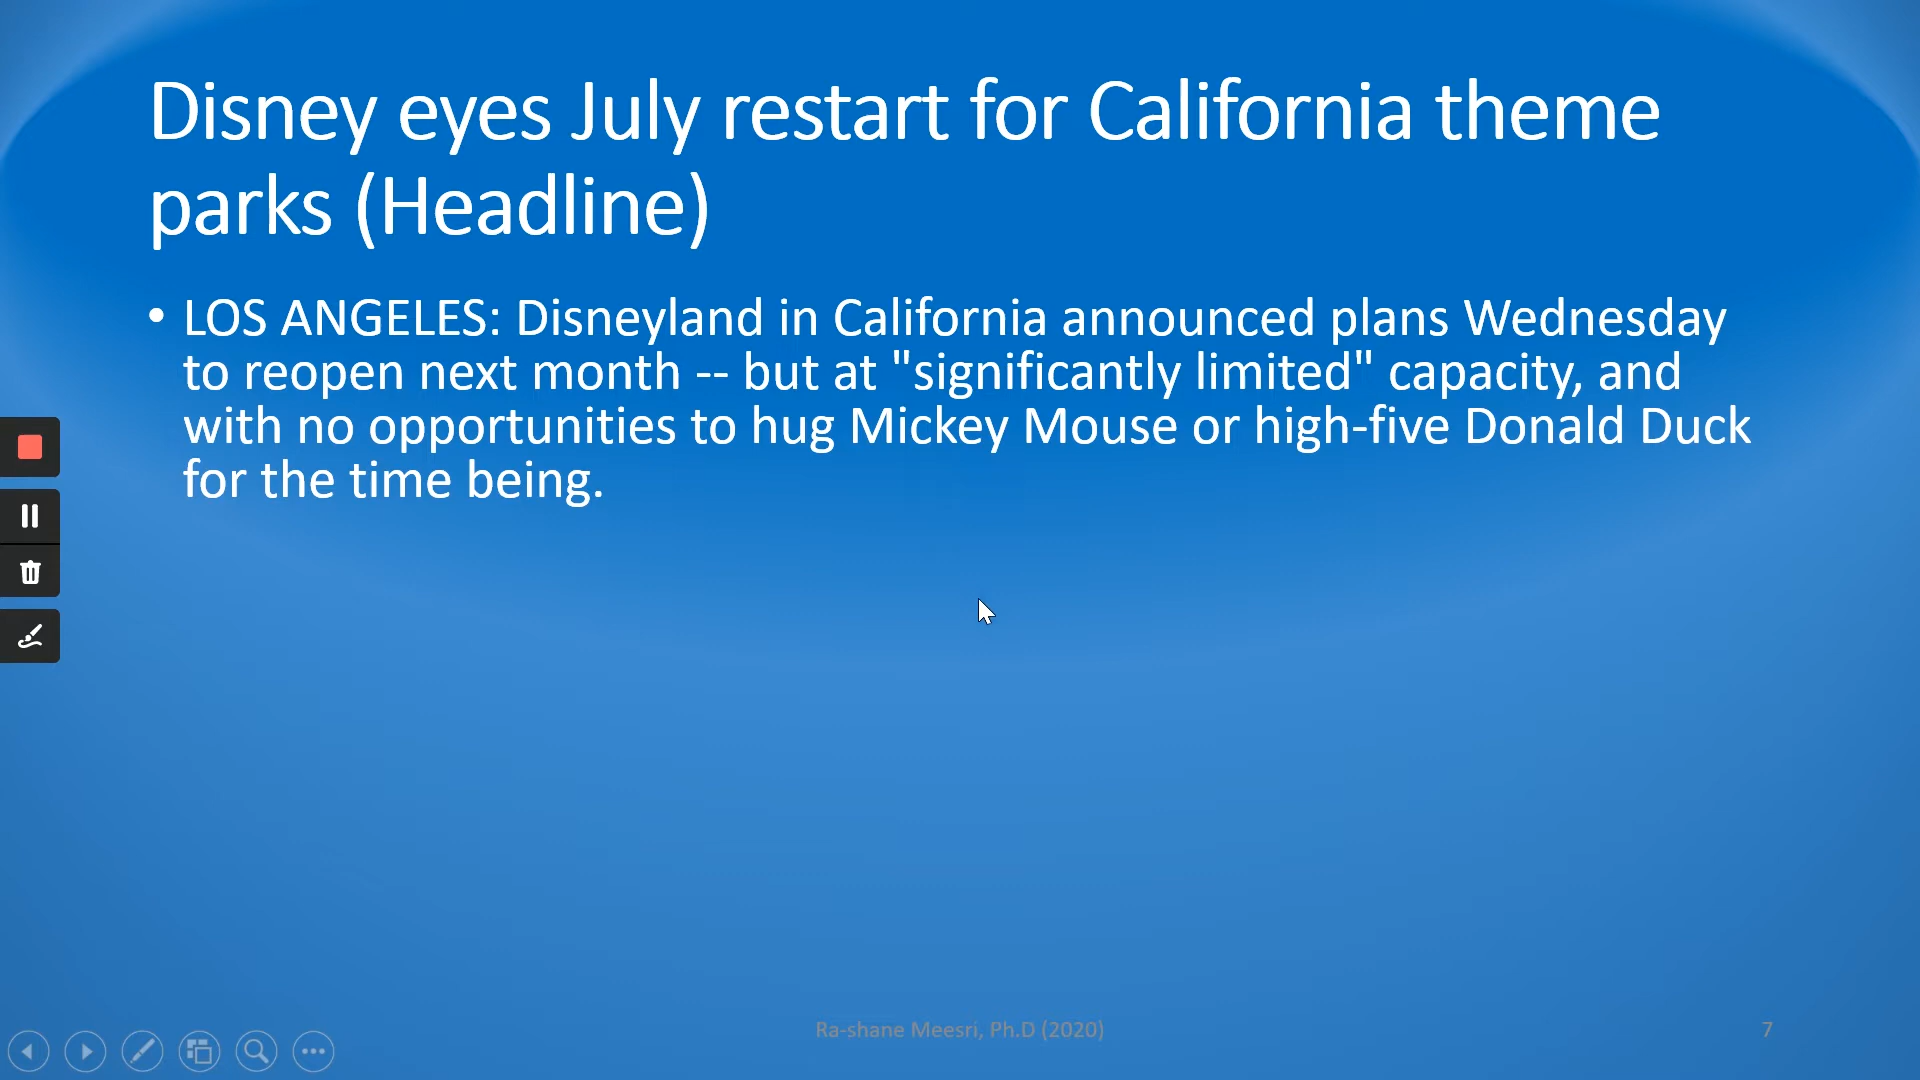 Disney eyes July restart for California theme
parks (Headline)
• LOS ANGELES: Disneyland in California announced plans Wednesday
to reopen next month -- but at "significantly limited" capacity, and
with no opportunities to hug Mickey Mouse or high-five Donald Duck
for the time being.
Ra-shane Meesri, Ph.D (2020)
7